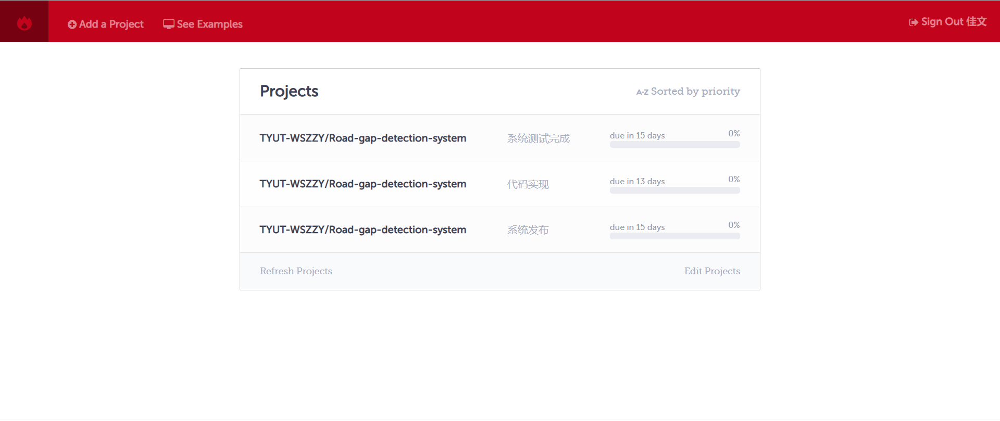 Add a Project See Examples Sign Out 佳文
Projects A-Z Sorted by priority
TYUT-WSZZY/Road-gap-detection-system 系统测试完成 due in 15 days 0%
TYUT-WSZZY/Road-gap-detection-system 代码实现 due in 13 days 0%
TYUT-WSZZY/Road-gap-detection-system 系统发布 due in 15 days 0%
Refresh Projects Edit Projects